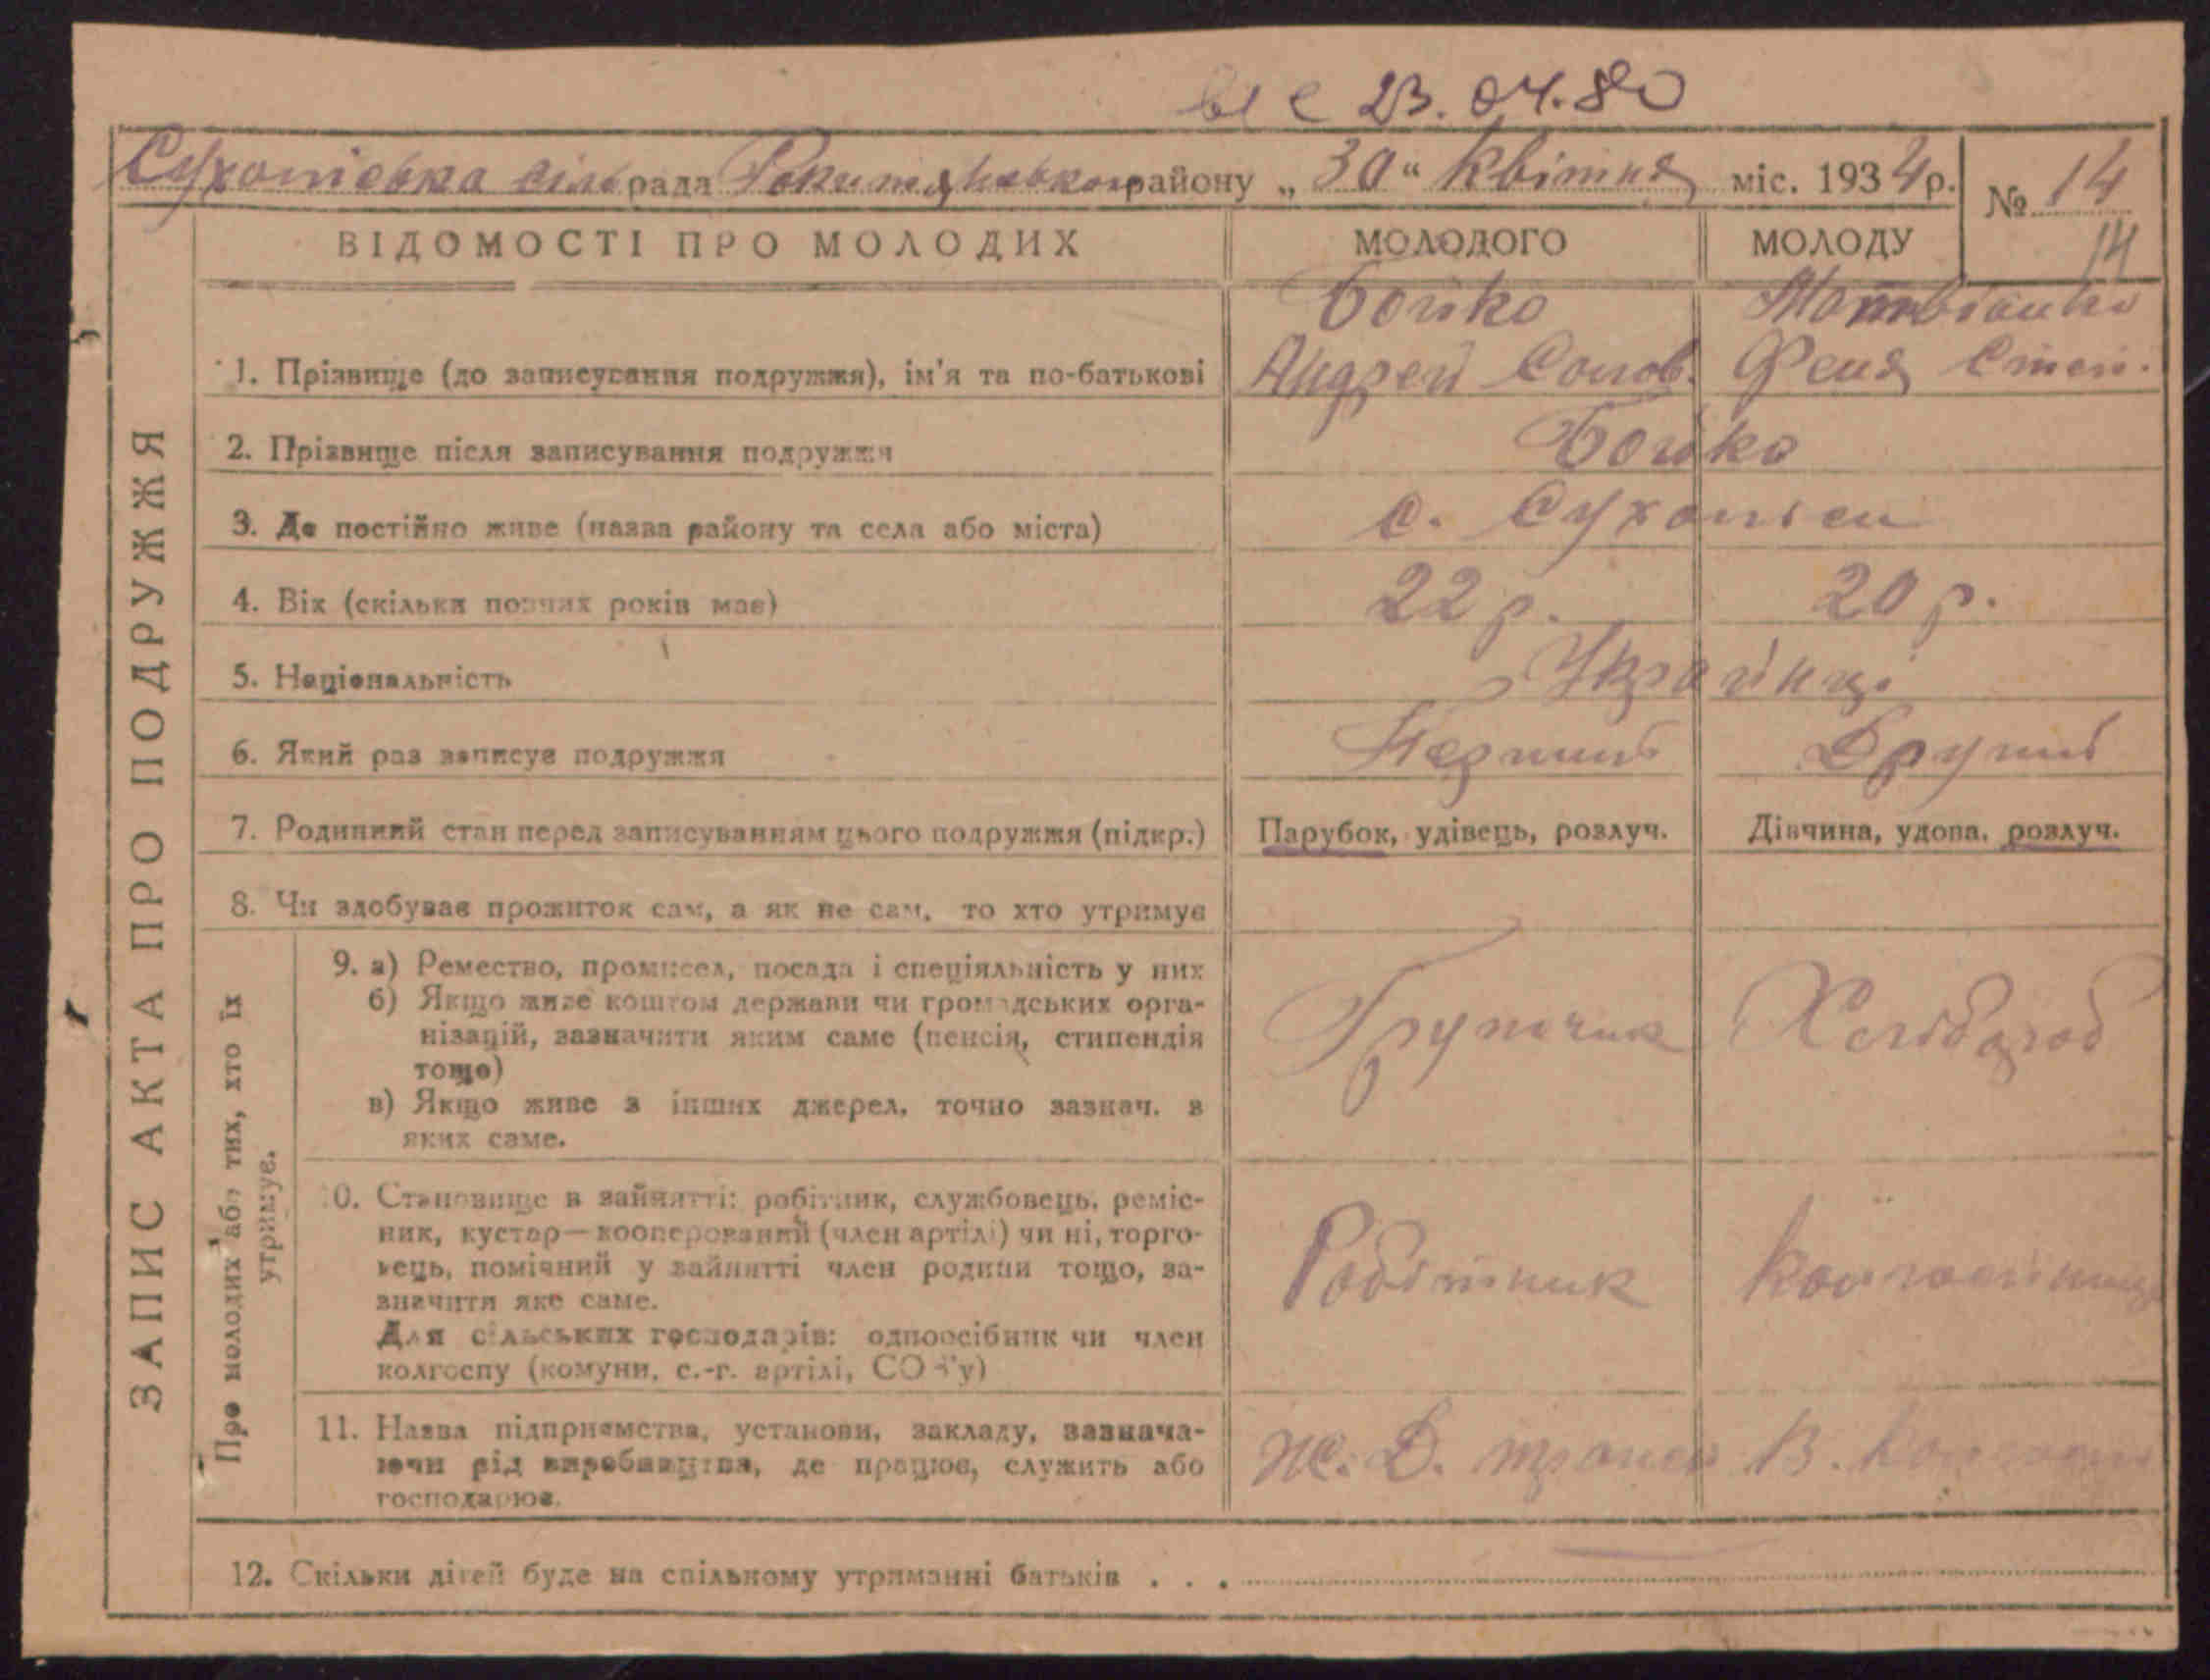 23.04.80
рада району „30“ Квітня міс. 1934р. № 14
14
ВІДОМОСТІ ПРО МОЛОДИХ МОЛОДОГО МОЛОДУ
Бойко
1. Прізвище (до записування подружжя), ім'я та по-батькові Андрей Феня Степ.
2. Прізвище після записування подружжя Бойко
3. Де постійно живе (назва району та села або міста) с.
4. Вік (скільки повних років має) 22 р. 20 р.
5. Національність Українці
6. Який раз записує подружжя Перший Другий
7. Родинний стан перед записуванням цього подружжя (підкр.) Парубок, удівець, розлуч. Дівчина, удова, розлуч.
8. Чи здобуває прожиток сам, а як не сам, то хто утримує
9. а) Ремество, промисел, посада і спеціяльність у них
б) Якщо живе коштом держави чи громадських орга-
нізацій, зазначити яким саме (пенсія, стипендія
тощо)
в) Якщо живе з інших джерел, точно зазнач. з
яких саме.
Хлібороб
10. Становище в зайнятті: робітник, службовець, реміс-
ник, кустар—кооперований (член артілі) чи ні, торго-
вець, помічний у зайнятті член родини тощо, за-
значити яке саме.
Для сільських господарів: одноосібник чи член
колгоспу (комуни, с.-г. артілі, СОЗ'у)
Робітник
11. Назва підприємства, установи, закладу, зазнача-
ючи рід виробництва, де працює, служить або
господарює.
В.
12. Скільки дітей буде на спільному утриманні батьків . . .
ЗАПИС АКТА ПРО ПОДРУЖЖЯ
Про молодих або тих, хто їх
утримує.